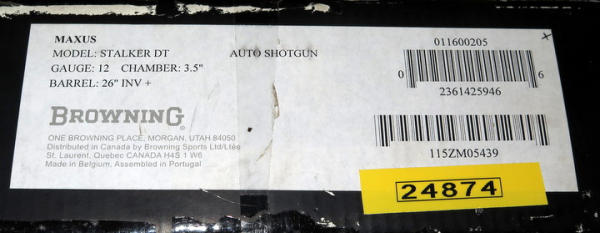 MAXUS
MODEL: STALKER DT AUTO SHOTGUN
GAUGE: 12 CHAMBER: 3.5"
BARREL: 26" INV +
BROWNING
ONE BROWNING PLACE, MORGAN, UTAH 84050
Distributed in Canada by Browning Sports Ltd/Ltée
St. Laurent, Quebec CANADA H4S 1 W6
Made in Belgium, Assembled in Portugal
011600205
0 6
2361425946
115ZM05439
24874